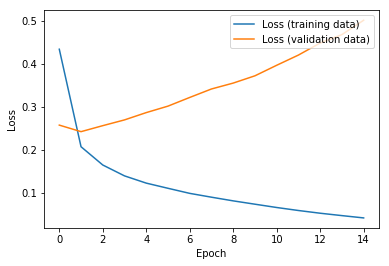 0.5
0.4
0.3
0.2
0.1
Loss
Loss (training data)
Loss (validation data)
0 2 4 6 8 10 12 14
Epoch